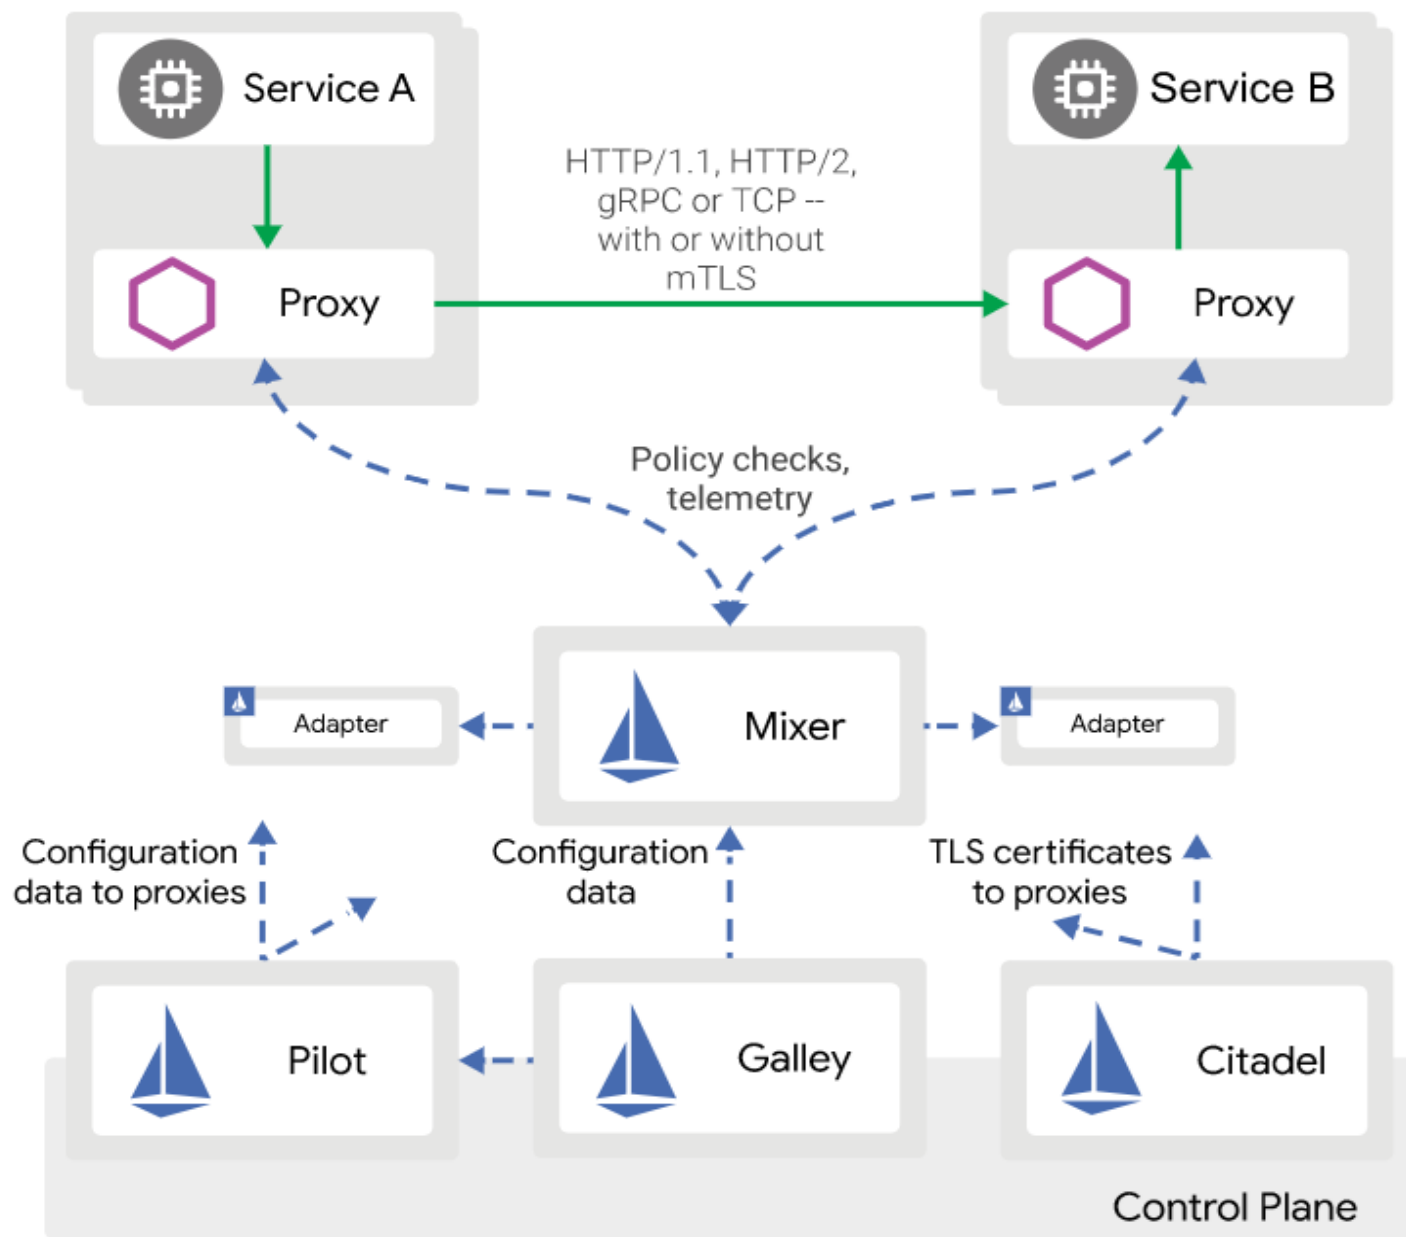 Service A
Service B
HTTP/1.1, HTTP/2,
gRPC or TCP --
with or without
mTLS
Proxy
Proxy
Policy checks,
telemetry
Adapter
Mixer
Adapter
Configuration
data to proxies
Configuration
data
TLS certificates
to proxies
Pilot
Galley
Citadel
Control Plane